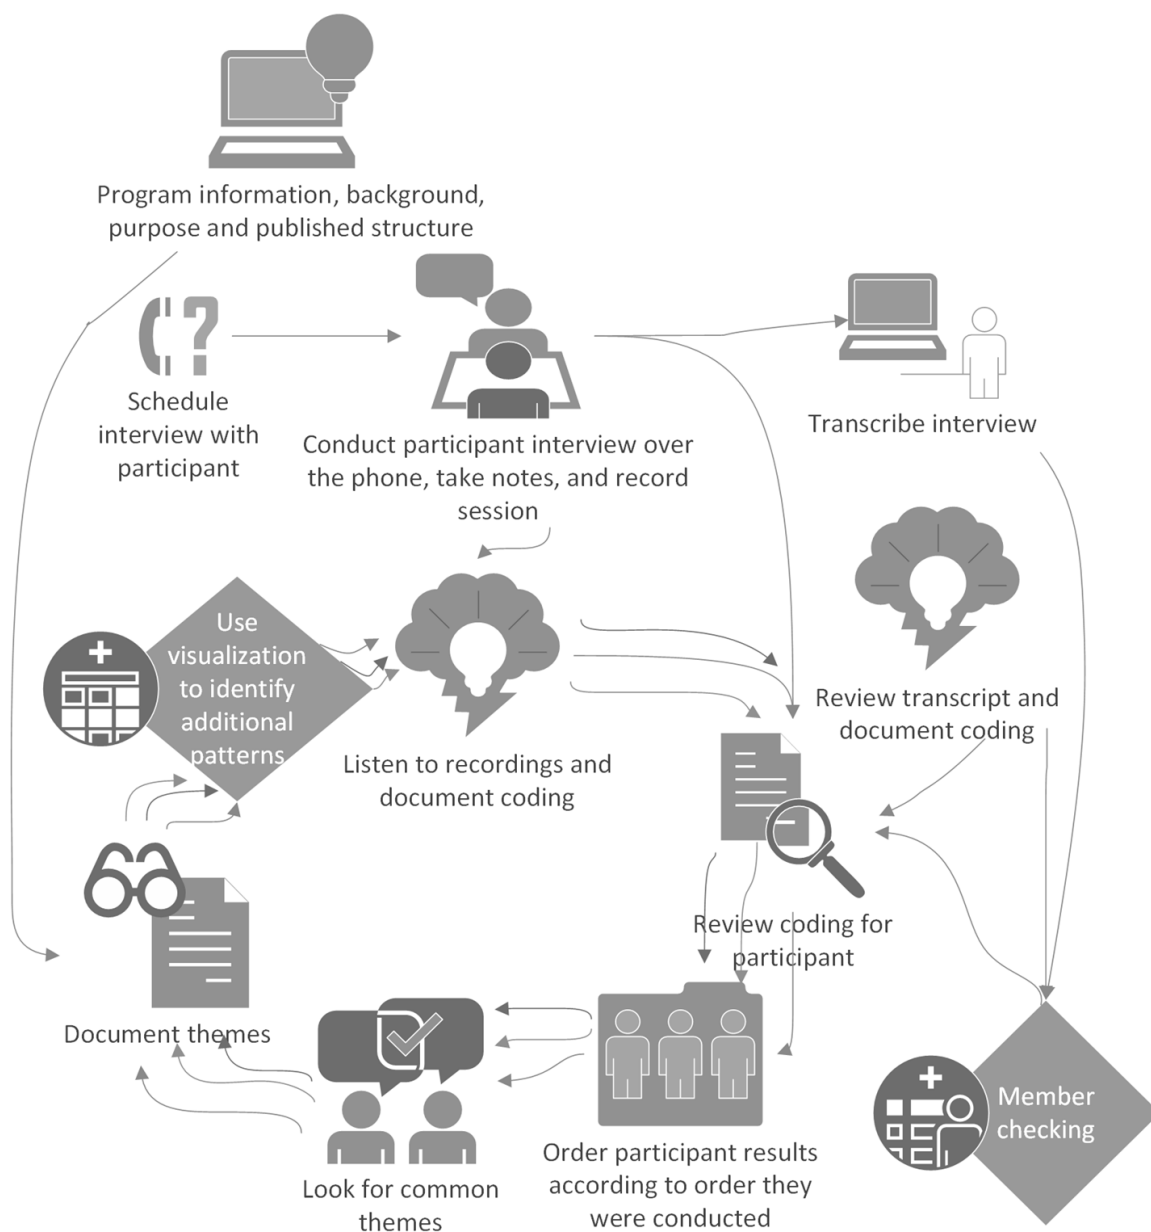 Program information, background,
purpose and published structure
Schedule
interview with
participant
Conduct participant interview over
the phone, take notes, and record
session
Transcribe interview
Use
visualization
to identify
additional
patterns
Listen to recordings and
document coding
Review transcript and
document coding
Review coding for
participant
Document themes
Look for common
themes
Order participant results
according to order they
were conducted
Member
checking